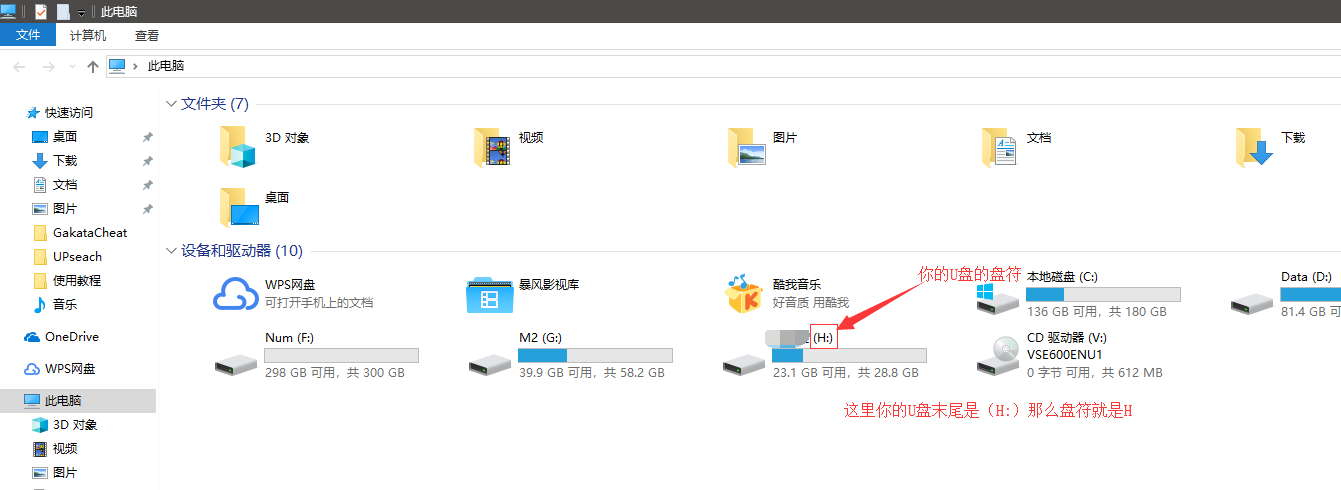 此电脑
文件 计算机 查看
此电脑
快速访问
桌面
下载
文档
图片
GakataCheat
UPseach
使用教程
音乐
OneDrive
WPS网盘
此电脑
3D 对象
视频
图片
文件夹 (7)
3D 对象
视频
图片
文档
下载
桌面
设备和驱动器 (10)
WPS网盘
可打开手机上的文档
暴风影视库
酷我音乐
好音质 用酷我
你的U盘的盘符
本地磁盘 (C:)
136 GB 可用，共 180 GB
Data (D:)
81.4 GB 可
Num (F:)
298 GB 可用，共 300 GB
M2 (G:)
39.9 GB 可用，共 58.2 GB
(H:)
23.1 GB 可用，共 28.8 GB
CD 驱动器 (V:)
VSE600ENU1
0 字节 可用，共 612 MB
这里你的U盘末尾是（H:）那么盘符就是H